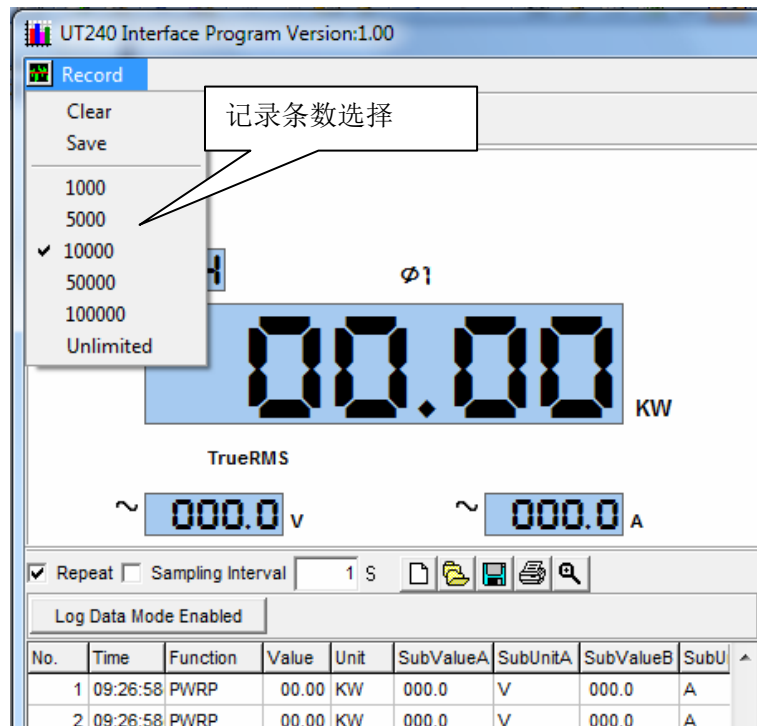 UT240 Interface Program Version:1.00
Record
Clear
Save
记录条数选择
1000
5000
10000
50000
100000
Unlimited
H
Ø1
00.00 KW
TrueRMS
~ 000.0 V ~ 000.0 A
Repeat Sampling Interval 1 S
Log Data Mode Enabled
No. Time Function Value Unit SubValueA SubUnitA SubValueB SubU
1 09:26:58 PWRP 00.00 KW 000.0 V 000.0 A
2 09:26:58 PWRP 00.00 KW 000.0 V 000.0 A